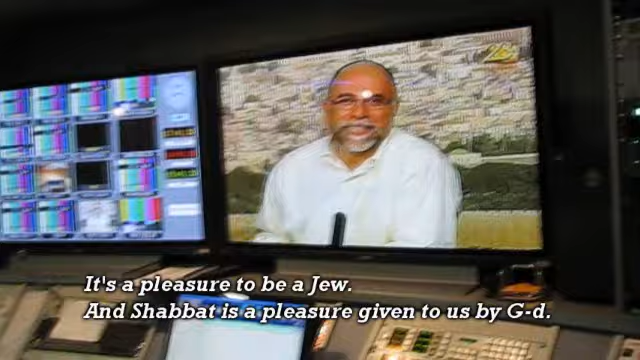 It's a pleasure to be a Jew.
And Shabbat is a pleasure given to us by G-d.